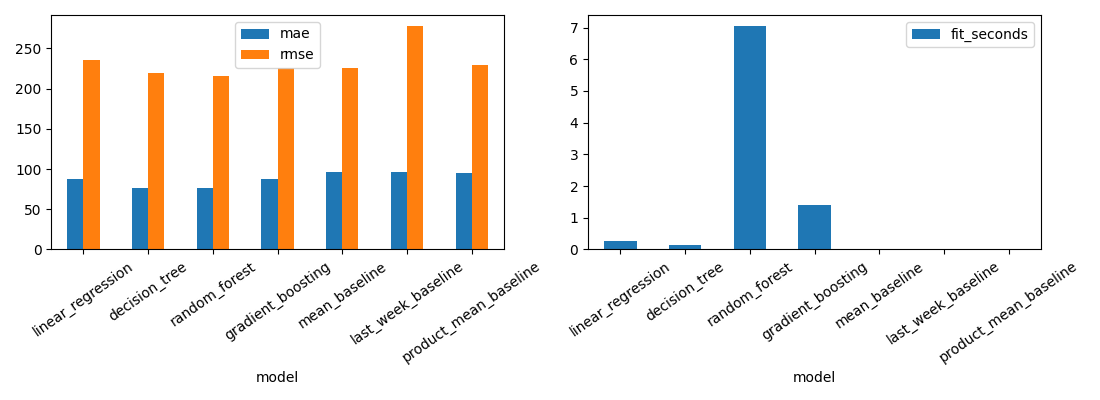 mae
rmse
250
200
150
100
50
0
linear_regression
decision_tree
random_forest
gradient_boosting
mean_baseline
last_week_baseline
product_mean_baseline
model
fit_seconds
7
6
5
4
3
2
1
0
linear_regression
decision_tree
random_forest
gradient_boosting
mean_baseline
last_week_baseline
product_mean_baseline
model